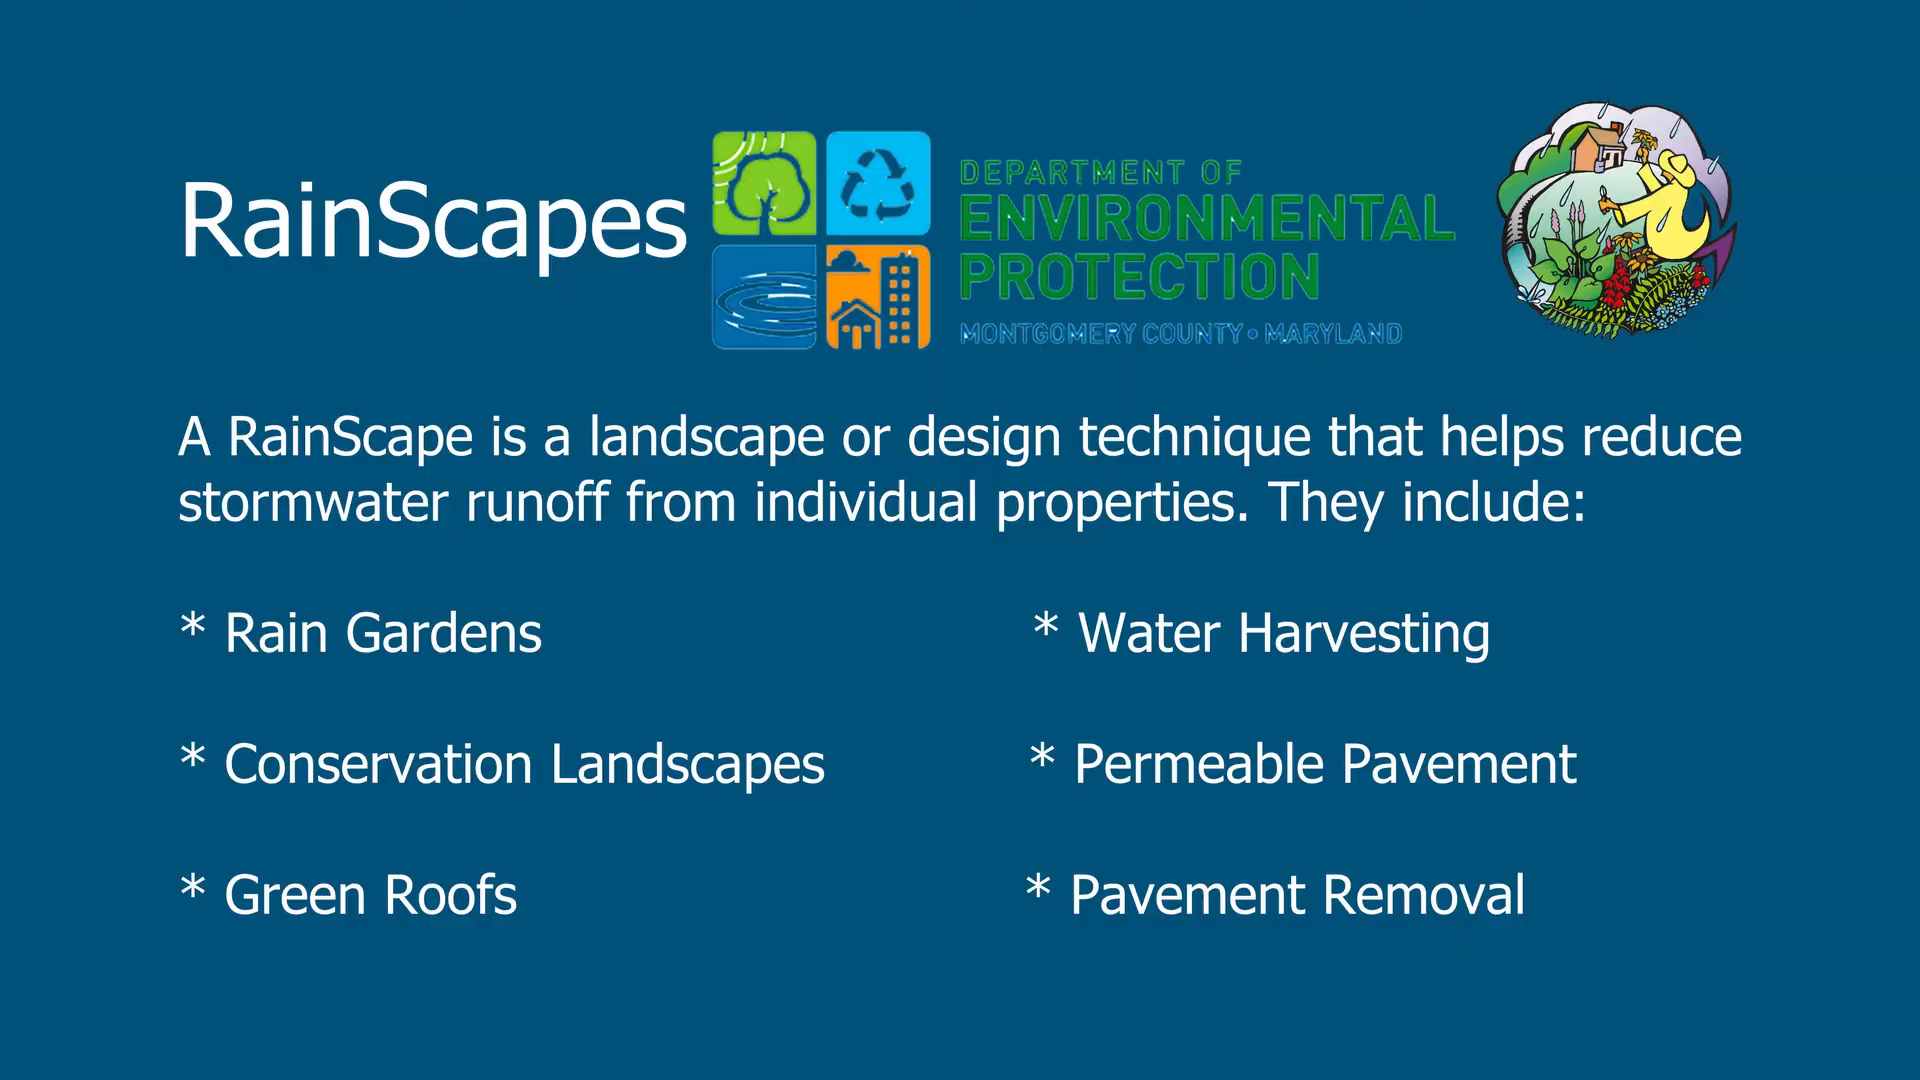 RainScapes
DEPARTMENT OF
ENVIRONMENTAL
PROTECTION
MONTGOMERY COUNTY • MARYLAND
A RainScape is a landscape or design technique that helps reduce
stormwater runoff from individual properties. They include:
* Rain Gardens
* Water Harvesting
* Conservation Landscapes
* Permeable Pavement
* Green Roofs
* Pavement Removal